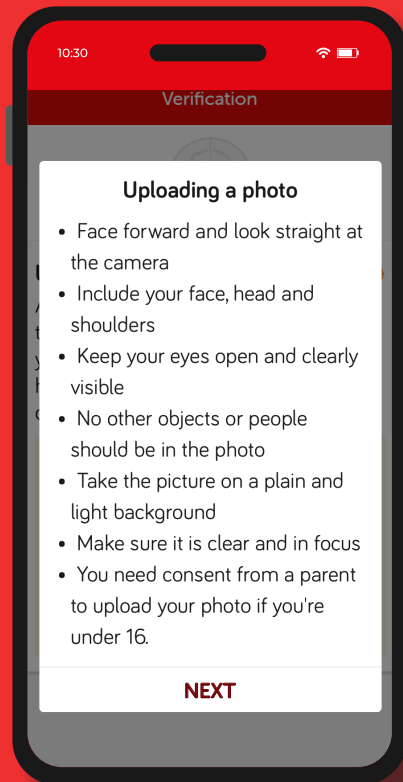 10:30
Verification
Uploading a photo
• Face forward and look straight at
the camera
• Include your face, head and
shoulders
• Keep your eyes open and clearly
visible
• No other objects or people
should be in the photo
• Take the picture on a plain and
light background
• Make sure it is clear and in focus
• You need consent from a parent
to upload your photo if you're
under 16.
NEXT